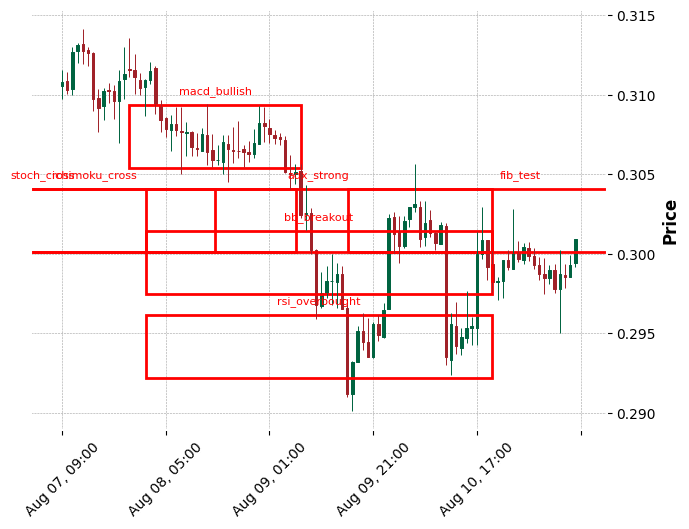 0.315
0.310
macd_bullish
0.305
stoch_cross
ichimoku_cross
adx_strong
fib_test
bb_breakout
0.300
rsi_overbought
0.295
0.290
Price
Aug 07, 09:00
Aug 08, 05:00
Aug 09, 01:00
Aug 09, 21:00
Aug 10, 17:00